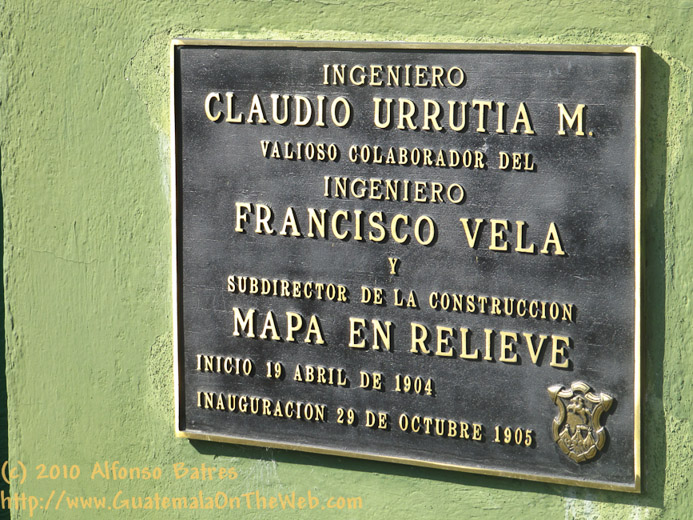 INGENIERO
CLAUDIO URRUTIA M.
VALIOSO COLABORADOR DEL
INGENIERO
FRANCISCO VELA
Y
SUBDIRECTOR DE LA CONSTRUCCION
MAPA EN RELIEVE
INICIO 19 ABRIL DE 1904
INAUGURACION 29 DE OCTUBRE 1905
(c) 2010 Alfonso Batres
http://www.GuatemalaOnTheWeb.com